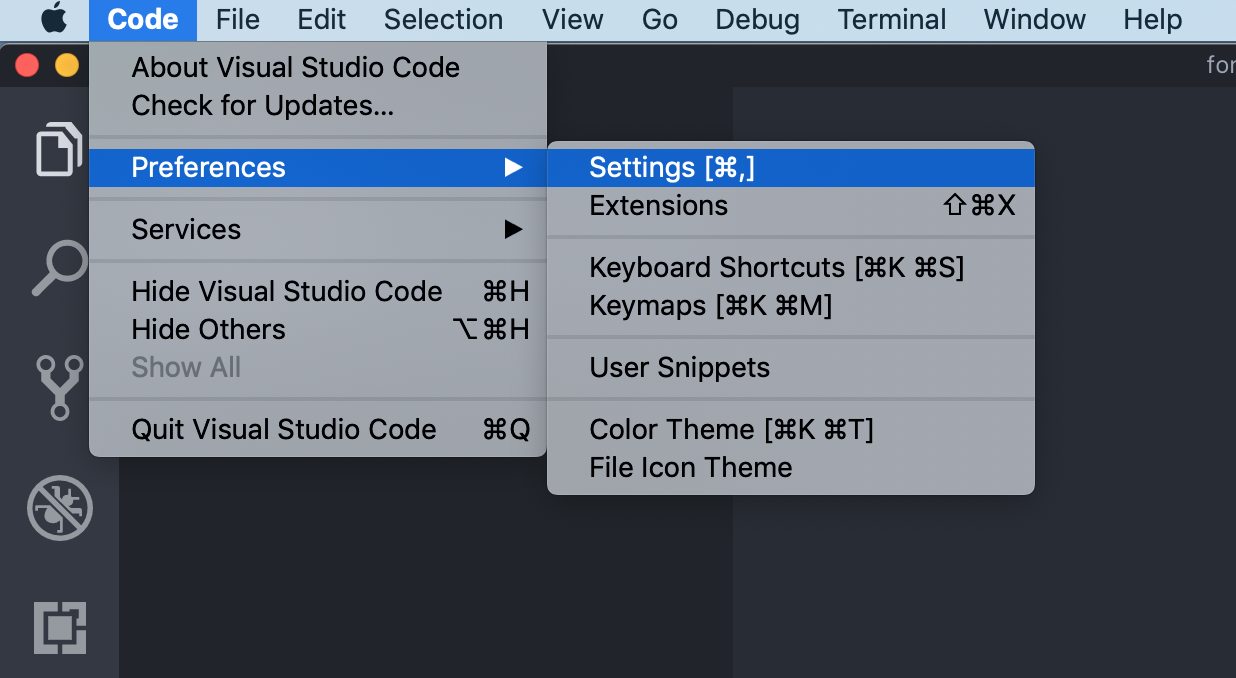 Code File Edit Selection View Go Debug Terminal Window Help
for
About Visual Studio Code
Check for Updates...
Preferences ▶
Services ▶
Hide Visual Studio Code ⌘H
Hide Others ⌥⌘H
Show All
Quit Visual Studio Code ⌘Q
Settings [⌘,]
Extensions ⇧⌘X
Keyboard Shortcuts [⌘K ⌘S]
Keymaps [⌘K ⌘M]
User Snippets
Color Theme [⌘K ⌘T]
File Icon Theme